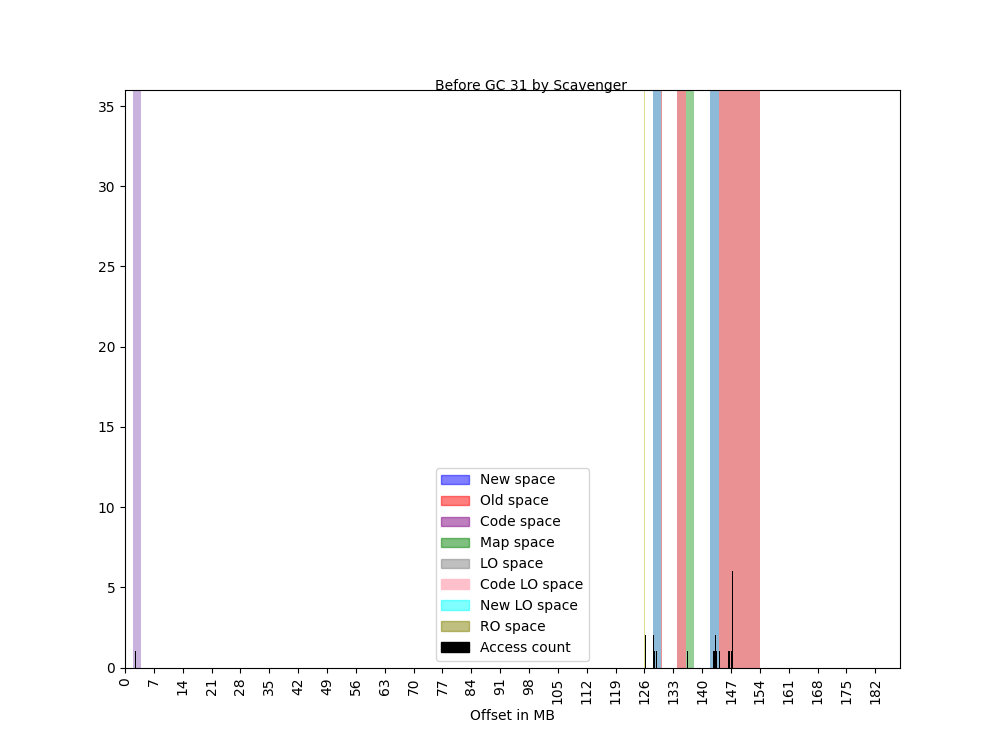 Before GC 31 by Scavenger
35
30
25
20
15
10
5
0
New space
Old space
Code space
Map space
LO space
Code LO space
New LO space
RO space
Access count
0 7 14 21 28 35 42 49 56 63 70 77 84 91 98 105 112 119 126 133 140 147 154 161 168 175 182
Offset in MB